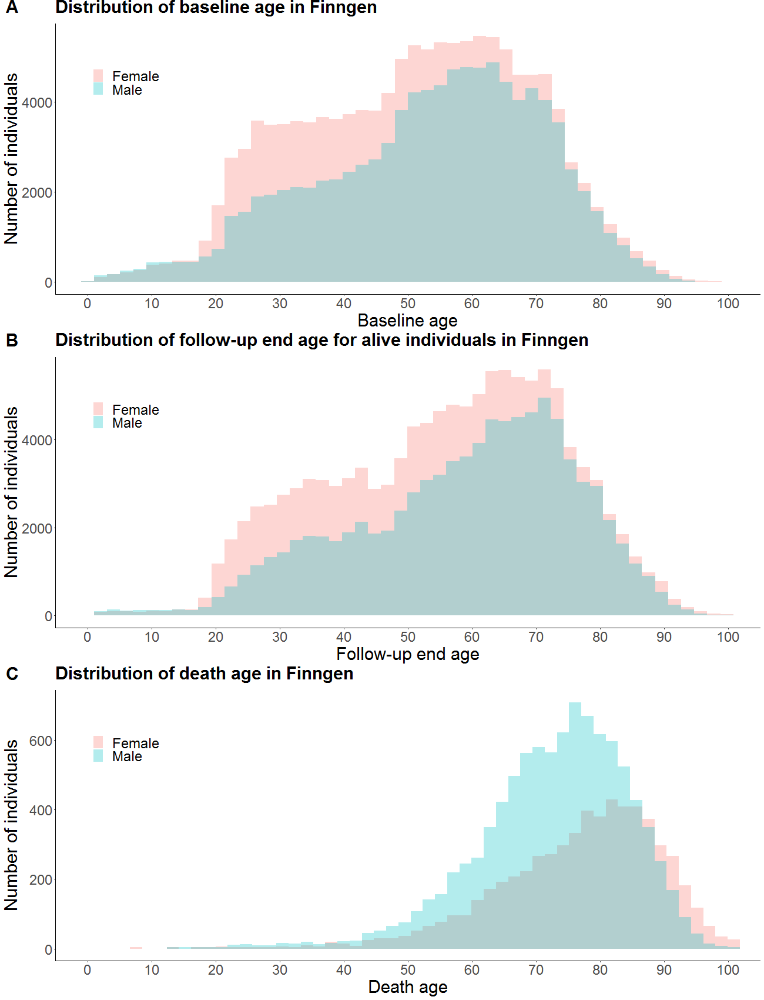 A Distribution of baseline age in Finngen
Number of individuals
4000
2000
0
Female
Male
0 10 20 30 40 50 60 70 80 90 100
Baseline age
B Distribution of follow-up end age for alive individuals in Finngen
Number of individuals
4000
2000
0
Female
Male
0 10 20 30 40 50 60 70 80 90 100
Follow-up end age
C Distribution of death age in Finngen
Number of individuals
600
400
200
0
Female
Male
0 10 20 30 40 50 60 70 80 90 100
Death age